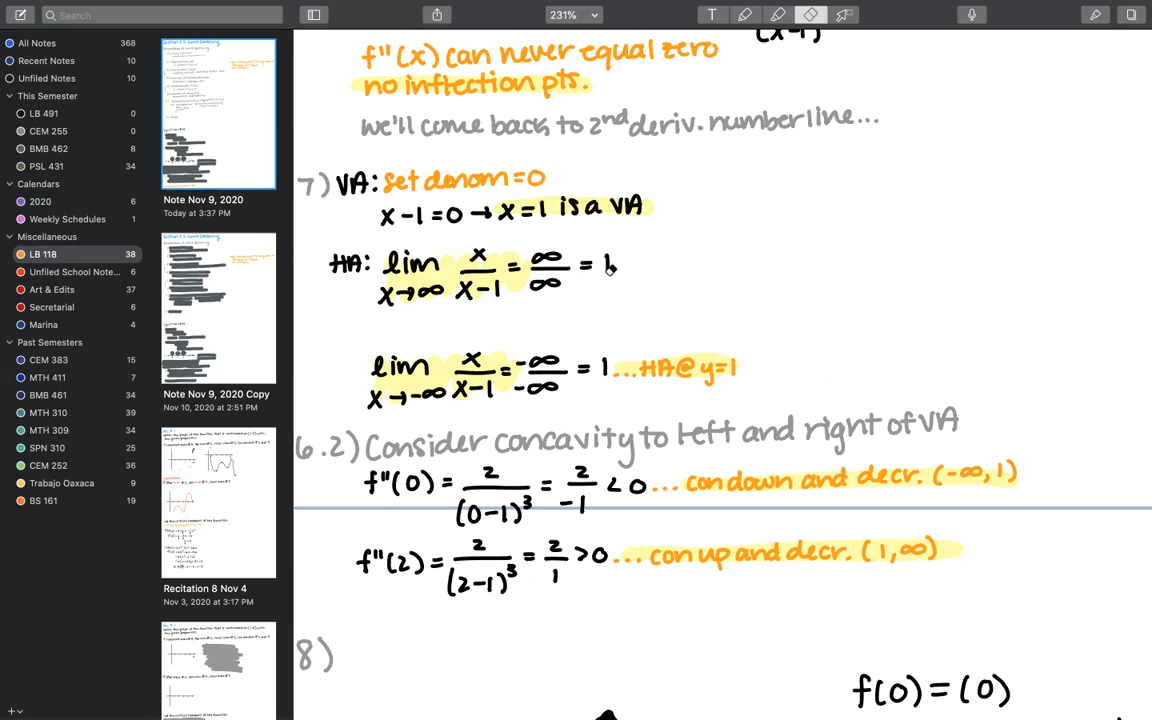 Search
231%
T
All Notes 368
Recent Notes 10
Unfiled Notes 10
This Semester
LB 491 0
CEM 255 0
BMB 462 8
PSL 431 34
Calendars
2020 6
Weekly Schedules 1
Miscellaneous
LB 118 38
Unfiled School Note... 6
Art & Edits 37
Secretarial 6
Marina 4
Past Semesters
CEM 383 15
MTH 411 7
BMB 461 34
MTH 310 39
MTH 309 34
SPN 310 25
CEM 252 36
Trabajo Oaxaca 9
BS 161 10
Note Nov 9, 2020
Today at 3:37 PM
Note Nov 9, 2020 Copy
Nov 10, 2020 at 2:51 PM
Recitation 8 Nov 4
Nov 3, 2020 at 3:17 PM
(x-1)
f"(x) can never equal zero
no inflection pts.
we'll come back to 2nd deriv. number line...
7) VA: set denom = 0
x - 1 = 0 → x = 1 is a VA
HA: lim x→∞ x/(x-1) = ∞/∞ = 1
lim x→-∞ x/(x-1) = -∞/-∞ = 1 ... HA @ y=1
6.2) Consider concavity to left and right of VA
f"(0) = 2/(0-1)³ = 2/-1 < 0 ... con down and decr. (-∞, 1)
f"(2) = 2/(2-1)³ = 2/1 > 0 ... con up and decr. (1, ∞)
8)
f(0) = (0)